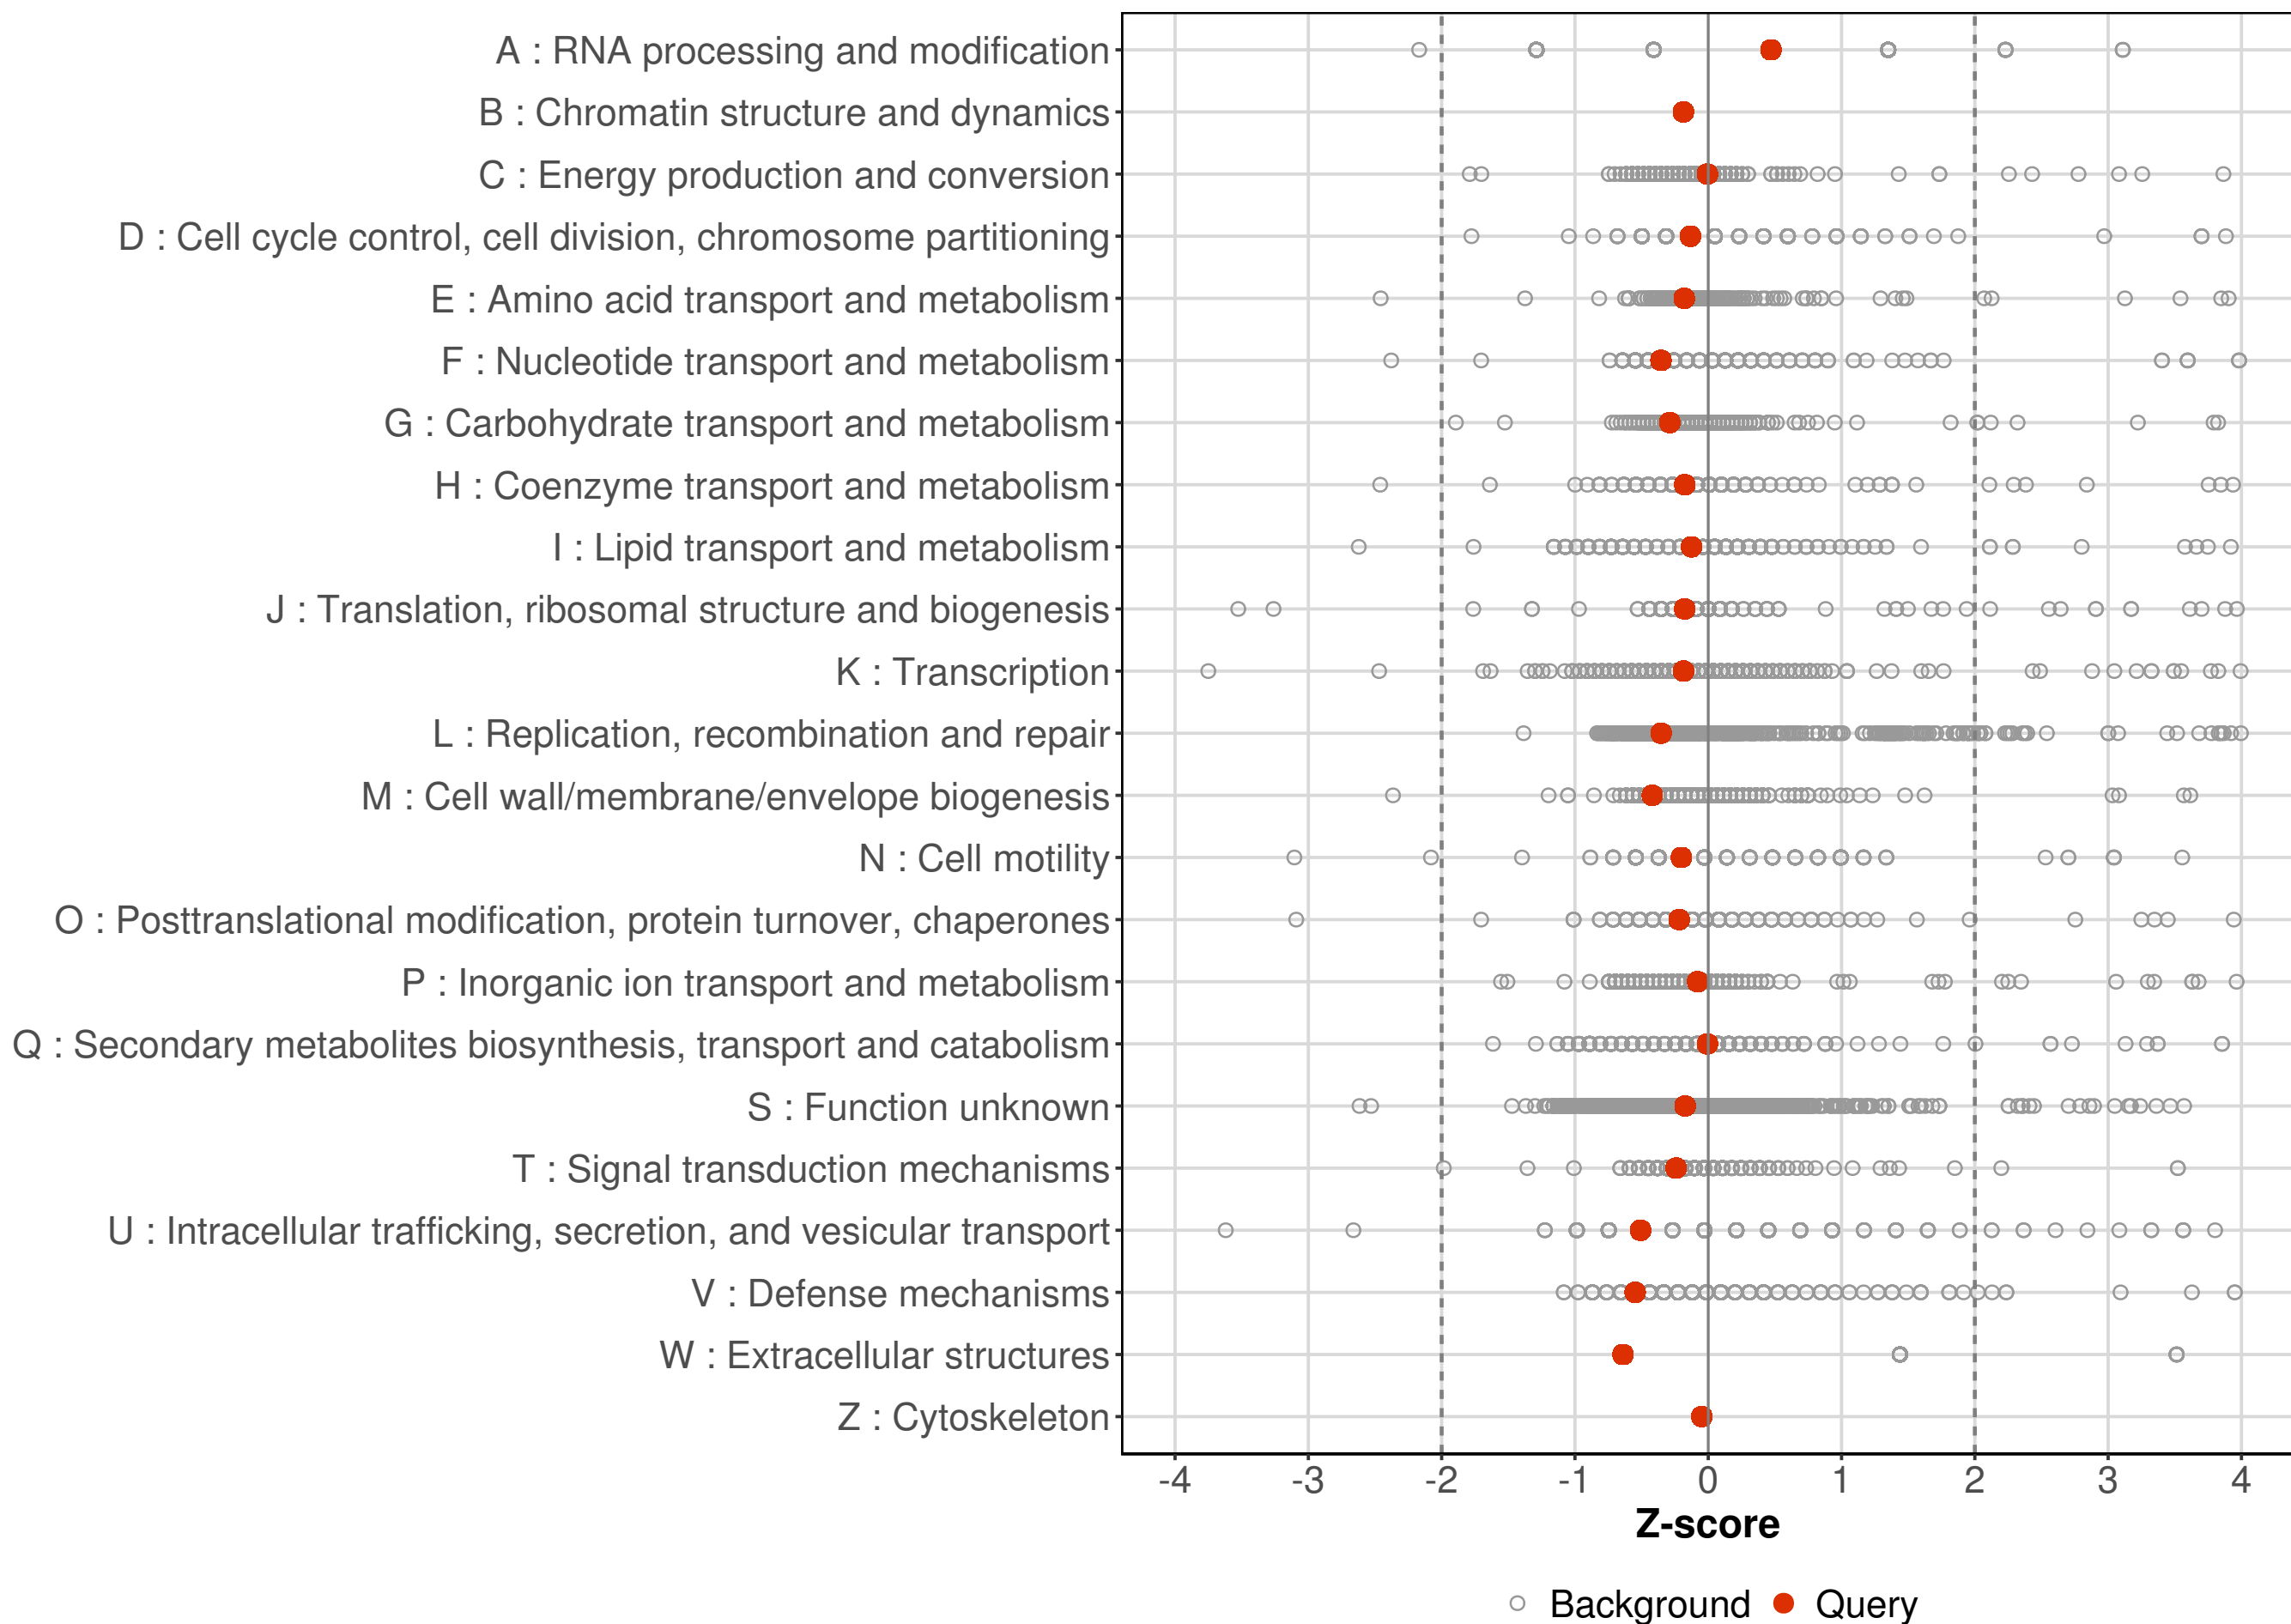 A : RNA processing and modification
B : Chromatin structure and dynamics
C : Energy production and conversion
D : Cell cycle control, cell division, chromosome partitioning
E : Amino acid transport and metabolism
F : Nucleotide transport and metabolism
G : Carbohydrate transport and metabolism
H : Coenzyme transport and metabolism
I : Lipid transport and metabolism
J : Translation, ribosomal structure and biogenesis
K : Transcription
L : Replication, recombination and repair
M : Cell wall/membrane/envelope biogenesis
N : Cell motility
O : Posttranslational modification, protein turnover, chaperones
P : Inorganic ion transport and metabolism
Q : Secondary metabolites biosynthesis, transport and catabolism
S : Function unknown
T : Signal transduction mechanisms
U : Intracellular trafficking, secretion, and vesicular transport
V : Defense mechanisms
W : Extracellular structures
Z : Cytoskeleton
-4 -3 -2 -1 0 1 2 3 4
Z-score
Background Query